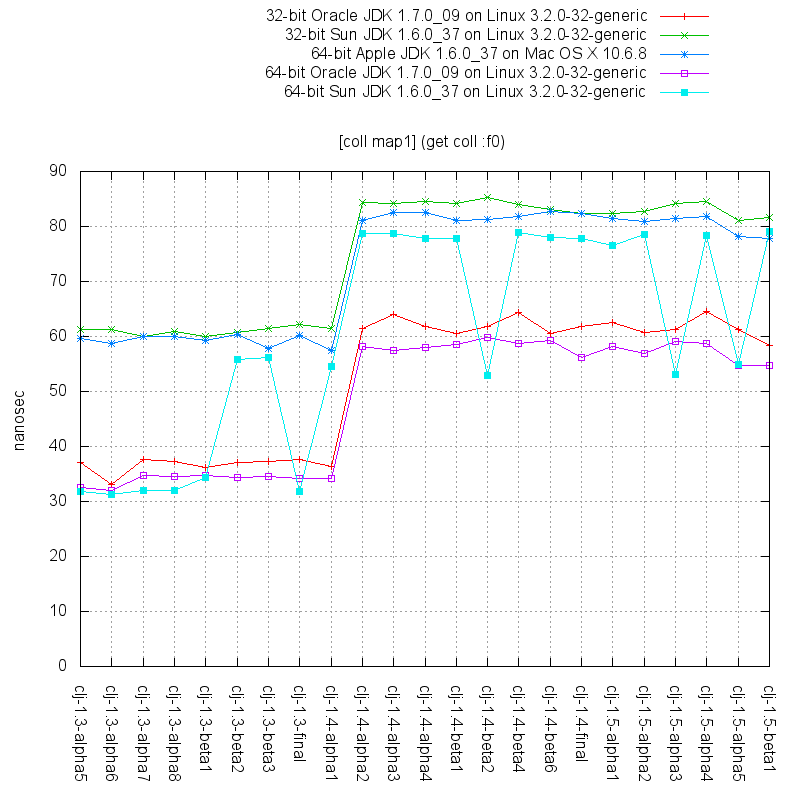 32-bit Oracle JDK 1.7.0_09 on Linux 3.2.0-32-generic
32-bit Sun JDK 1.6.0_37 on Linux 3.2.0-32-generic
64-bit Apple JDK 1.6.0_37 on Mac OS X 10.6.8
64-bit Oracle JDK 1.7.0_09 on Linux 3.2.0-32-generic
64-bit Sun JDK 1.6.0_37 on Linux 3.2.0-32-generic
[coll map1] (get coll :f0)
90
80
70
60
50
40
30
20
10
0
nanosec
clj-1.3-alpha5
clj-1.3-alpha6
clj-1.3-alpha7
clj-1.3-alpha8
clj-1.3-beta1
clj-1.3-beta2
clj-1.3-beta3
clj-1.3-final
clj-1.4-alpha1
clj-1.4-alpha2
clj-1.4-alpha3
clj-1.4-alpha4
clj-1.4-beta1
clj-1.4-beta2
clj-1.4-beta4
clj-1.4-beta6
clj-1.4-final
clj-1.5-alpha1
clj-1.5-alpha2
clj-1.5-alpha3
clj-1.5-alpha4
clj-1.5-alpha5
clj-1.5-beta1